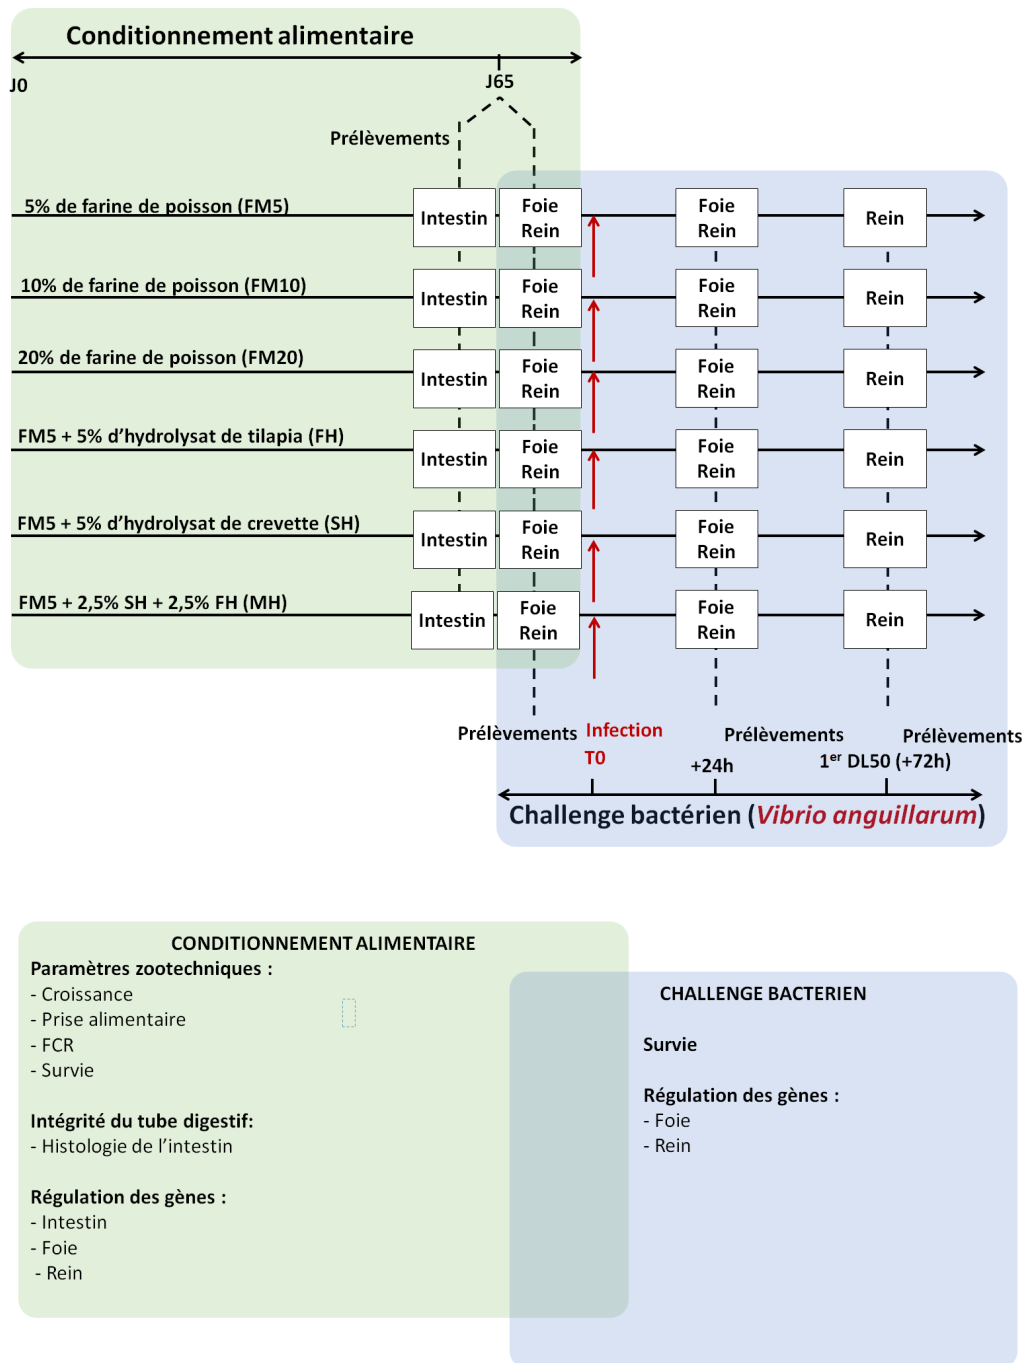 Conditionnement alimentaire
J0
J65
Prélèvements
5% de farine de poisson (FM5)
Intestin
Foie
Rein
Foie
Rein
Rein
10% de farine de poisson (FM10)
Intestin
Foie
Rein
Foie
Rein
Rein
20% de farine de poisson (FM20)
Intestin
Foie
Rein
Foie
Rein
Rein
FM5 + 5% d’hydrolysat de tilapia (FH)
Intestin
Foie
Rein
Foie
Rein
Rein
FM5 + 5% d’hydrolysat de crevette (SH)
Intestin
Foie
Rein
Foie
Rein
Rein
FM5 + 2,5% SH + 2,5% FH (MH)
Intestin
Foie
Rein
Foie
Rein
Rein
Prélèvements
Infection
T0
Prélèvements
+24h
Prélèvements
1er DL50 (+72h)
Challenge bactérien (Vibrio anguillarum)
CONDITIONNEMENT ALIMENTAIRE
Paramètres zootechniques :
- Croissance
- Prise alimentaire
- FCR
- Survie
Intégrité du tube digestif:
- Histologie de l’intestin
Régulation des gènes :
- Intestin
- Foie
- Rein
CHALLENGE BACTERIEN
Survie
Régulation des gènes :
- Foie
- Rein